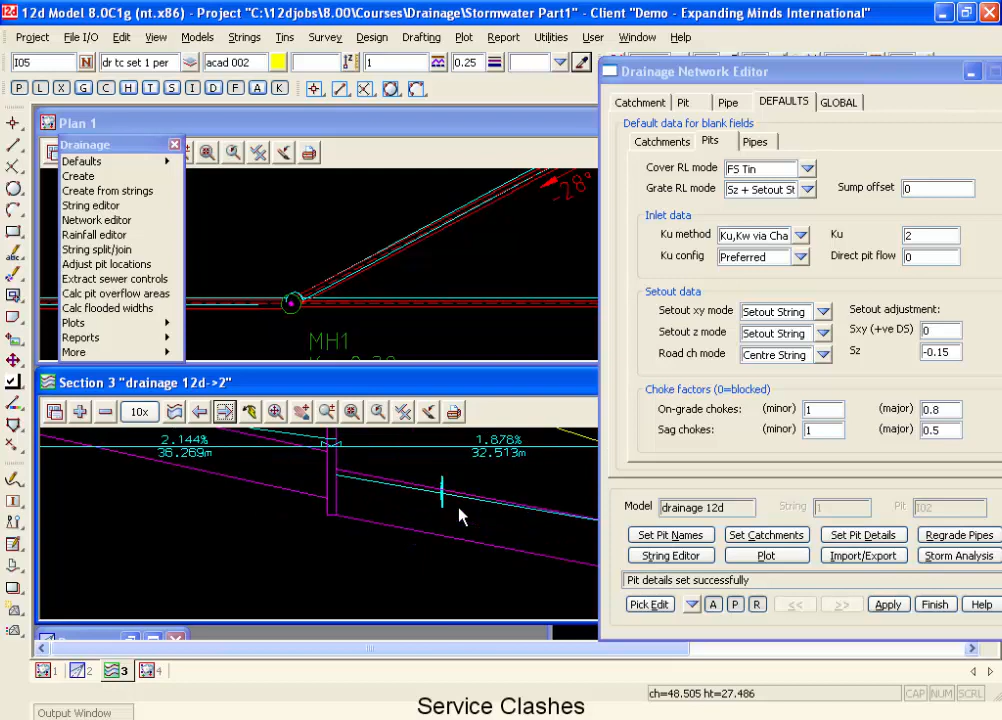 12d Model 8.0C1g (nt.x86) - Project "C:\12djobs\8.00\Courses\Drainage\Stormwater Part1" - Client "Demo - Expanding Minds International"
Project File I/O Edit View Models Strings Tins Survey Design Drafting Plot Report Utilities User Window Help
I05 N dr tc set 1 per acad 002 1 0.25
P L X G C H T S I D F A K
Plan 1
Drainage
Defaults
Create
Create from strings
String editor
Network editor
Rainfall editor
String split/join
Adjust pit locations
Extract sewer controls
Calc pit overflow areas
Calc flooded widths
Plots
Reports
More
-28°
MH1
Section 3 "drainage 12d->2"
10x
2.144% 1.878%
36.269m 32.513m
Drainage Network Editor
Catchment Pit Pipe DEFAULTS GLOBAL
Default data for blank fields
Catchments Pits Pipes
Cover RL mode FS Tin
Grate RL mode Sz + Setout St Sump offset 0
Inlet data
Ku method Ku,Kw via Cha Ku 2
Ku config Preferred Direct pit flow 0
Setout data
Setout xy mode Setout String Setout adjustment:
Setout z mode Setout String Sxy (+ve DS) 0
Road ch mode Centre String Sz -0.15
Choke factors (0=blocked)
On-grade chokes: (minor) 1 (major) 0.8
Sag chokes: (minor) 1 (major) 0.5
Model drainage 12d String 1 Pit I02
Set Pit Names Set Catchments Set Pit Details Regrade Pipes
String Editor Plot Import/Export Storm Analysis
Pit details set successfully
Pick Edit A P R << >> Apply Finish Help
1 2 3 4
ch=48.505 ht=27.486 CAP NUM SCRL
Output Window
Service Clashes